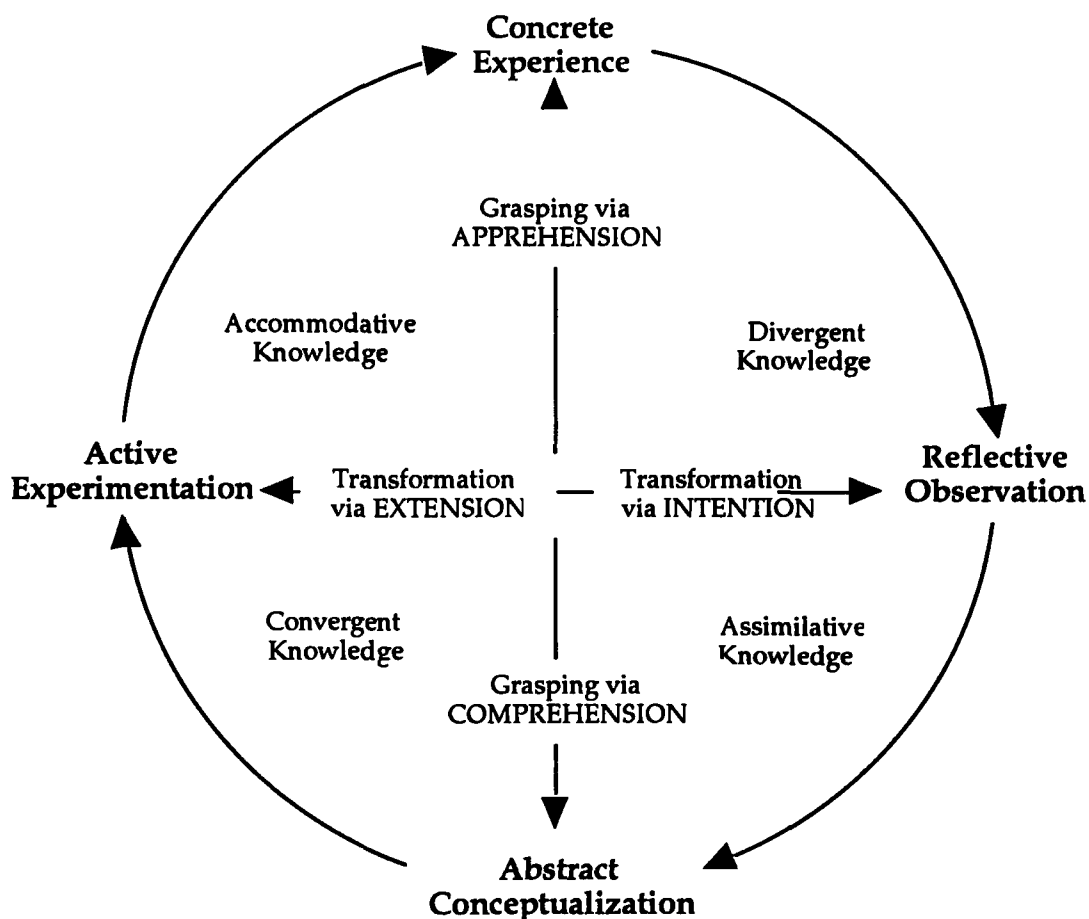 Concrete
Experience
Grasping via
APPREHENSION
Accommodative
Knowledge
Divergent
Knowledge
Active
Experimentation
Transformation
via EXTENSION
Transformation
via INTENTION
Reflective
Observation
Convergent
Knowledge
Assimilative
Knowledge
Grasping via
COMPREHENSION
Abstract
Conceptualization